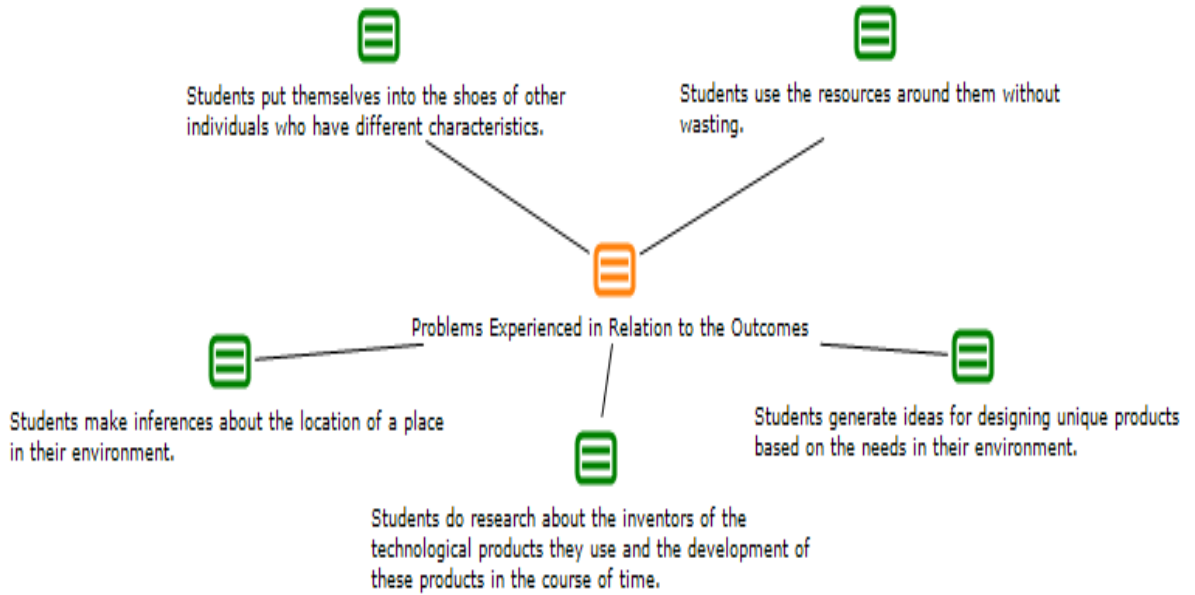 Students put themselves into the shoes of other
individuals who have different characteristics.
Students use the resources around them without
wasting.
Problems Experienced in Relation to the Outcomes
Students make inferences about the location of a place
in their environment.
Students generate ideas for designing unique products
based on the needs in their environment.
Students do research about the inventors of the
technological products they use and the development of
these products in the course of time.